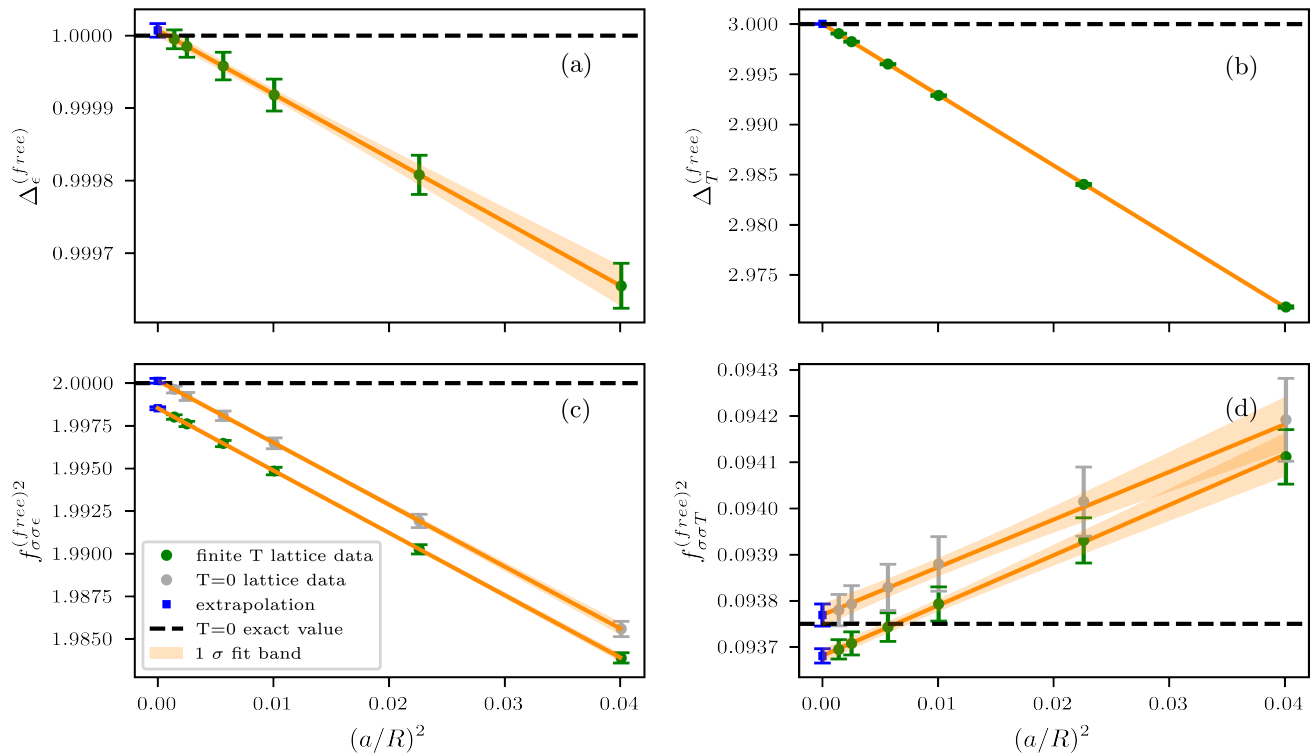 1.0000
0.9999
0.9998
0.9997
Δ_ϵ^{(free)}
(a)
3.000
2.995
2.990
2.985
2.980
2.975
Δ_T^{(free)}
(b)
2.0000
1.9975
1.9950
1.9925
1.9900
1.9875
1.9850
f_{σσϵ}^{(free)2}
(c)
finite T lattice data
T=0 lattice data
extrapolation
T=0 exact value
1 σ fit band
0.00 0.01 0.02 0.03 0.04
(a/R)^2
0.0943
0.0942
0.0941
0.0940
0.0939
0.0938
0.0937
f_{σσT}^{(free)2}
(d)
0.00 0.01 0.02 0.03 0.04
(a/R)^2